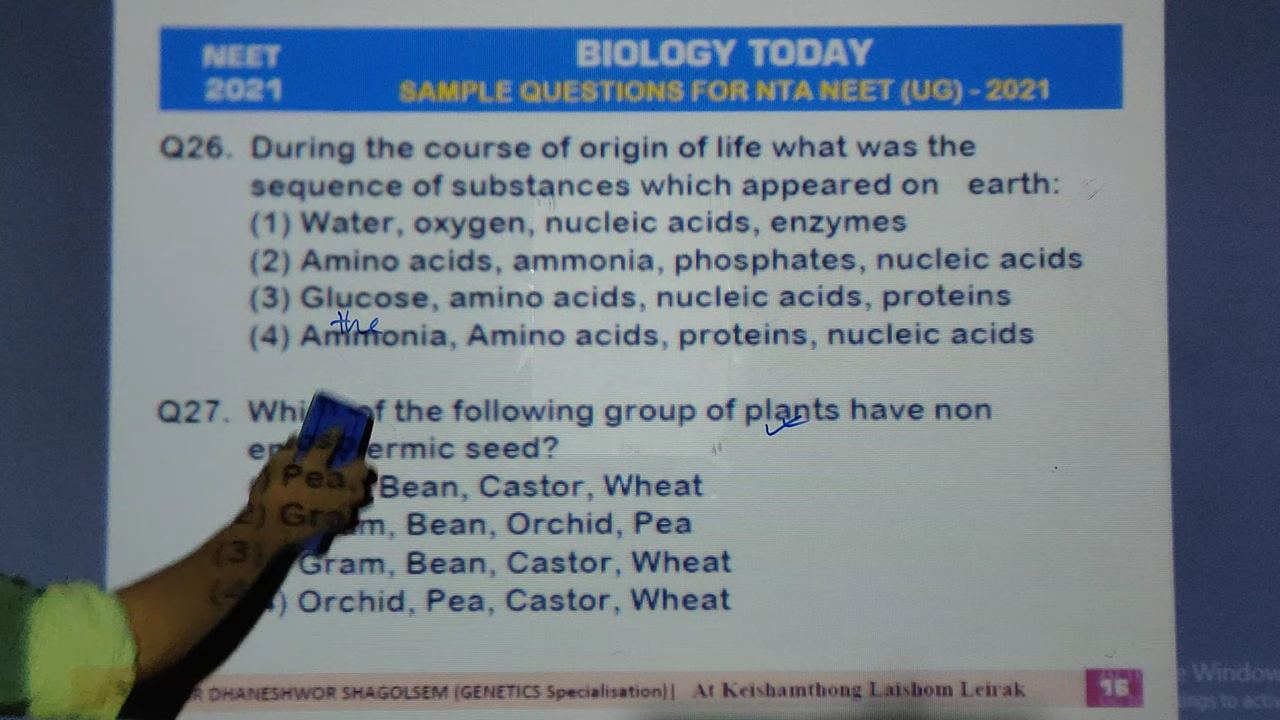 NEET
2021
BIOLOGY TODAY
SAMPLE QUESTIONS FOR NTA NEET (UG) - 2021
Q26. During the course of origin of life what was the
sequence of substances which appeared on earth:
(1) Water, oxygen, nucleic acids, enzymes
(2) Amino acids, ammonia, phosphates, nucleic acids
(3) Glucose, amino acids, nucleic acids, proteins
the
(4) Ammonia, Amino acids, proteins, nucleic acids
Q27. of the following group of plants have non
seed?
Pea, Bean, Castor, Wheat
Gram, Bean, Orchid, Pea
(3) Gram, Bean, Castor, Wheat
Orchid, Pea, Castor, Wheat
DHANESHWOR SHAGOLSEM (GENETICS Specialisation)| At Keishamthong Laishom Leirak
16